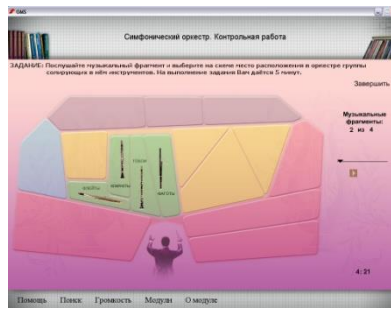 OMS
Симфонический оркестр. Контрольная работа
ЗАДАНИЕ: Послушайте музыкальный фрагмент и выберите на схеме место расположения в оркестре группы
солирующих в нём инструментов. На выполнение задания Вам даётся 5 минут.
Завершить
Музыкальные
фрагменты:
2 из 4
ГОБОИ
ФЛЕЙТЫ
КЛАРНЕТЫ
ФАГОТЫ
4: 21
Помощь Поиск Громкость Модули О модуле